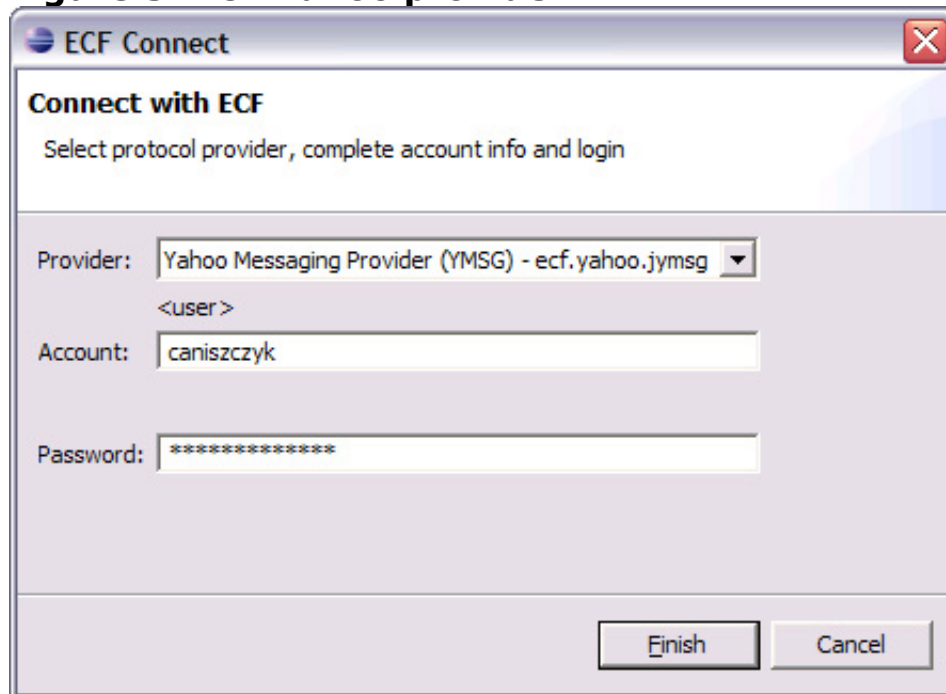 ECF Connect
Connect with ECF
Select protocol provider, complete account info and login
Provider: Yahoo Messaging Provider (YMSG) - ecf.yahoo.jymsg
<user>
Account: caniszczyk
Password: *************
Finish Cancel